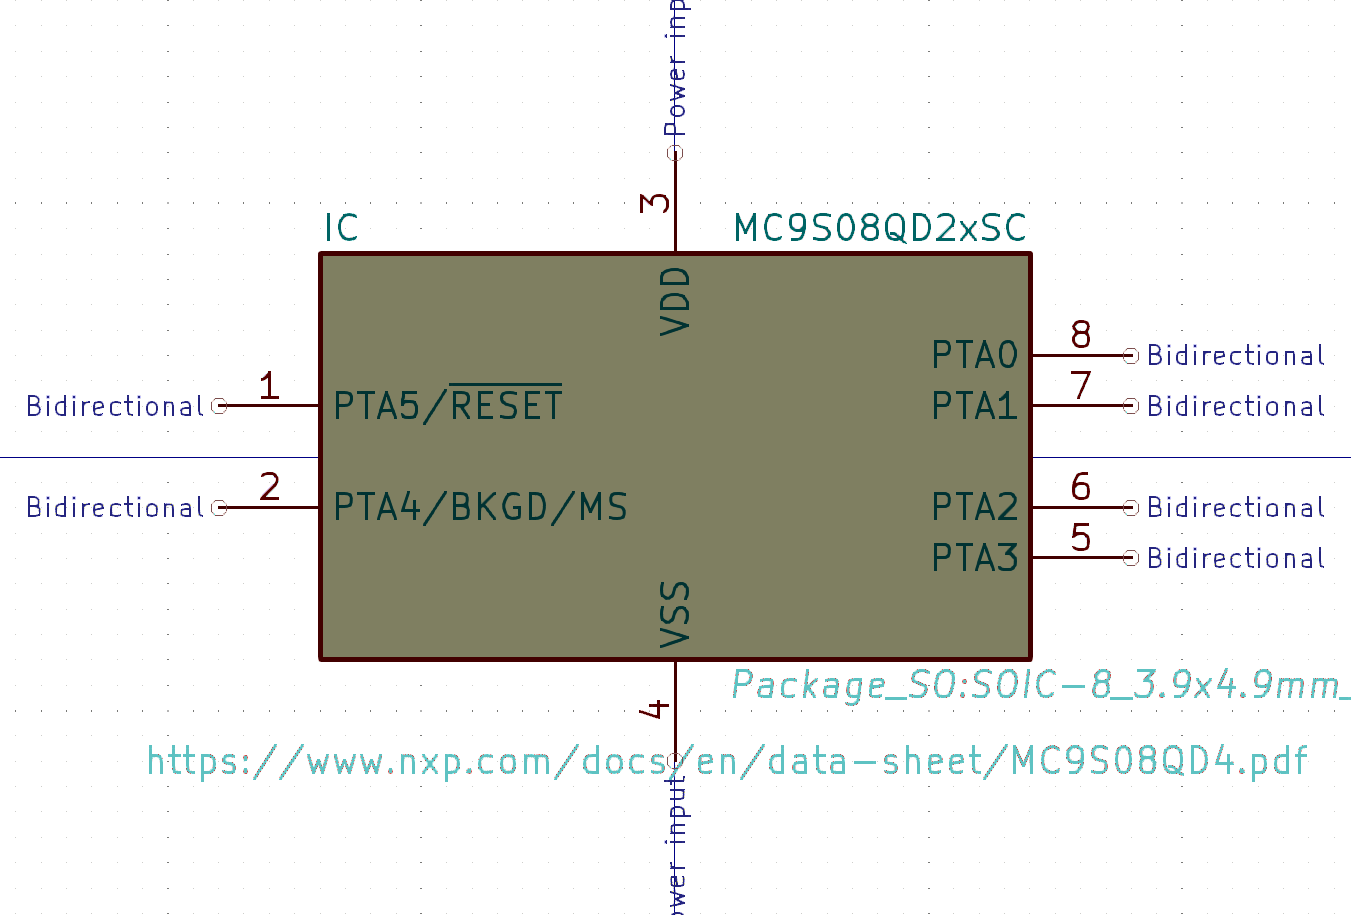 Power inp
3
IC
MC9S08QD2xSC
VDD
8
PTA0 Bidirectional
1
7
Bidirectional PTA5/RESET
PTA1 Bidirectional
2
6
Bidirectional PTA4/BKGD/MS
PTA2 Bidirectional
5
PTA3 Bidirectional
VSS
Package_SO:SOIC-8_3.9x4.9mm_
4
https://www.nxp.com/docs/en/data-sheet/MC9S08QD4.pdf
ower input